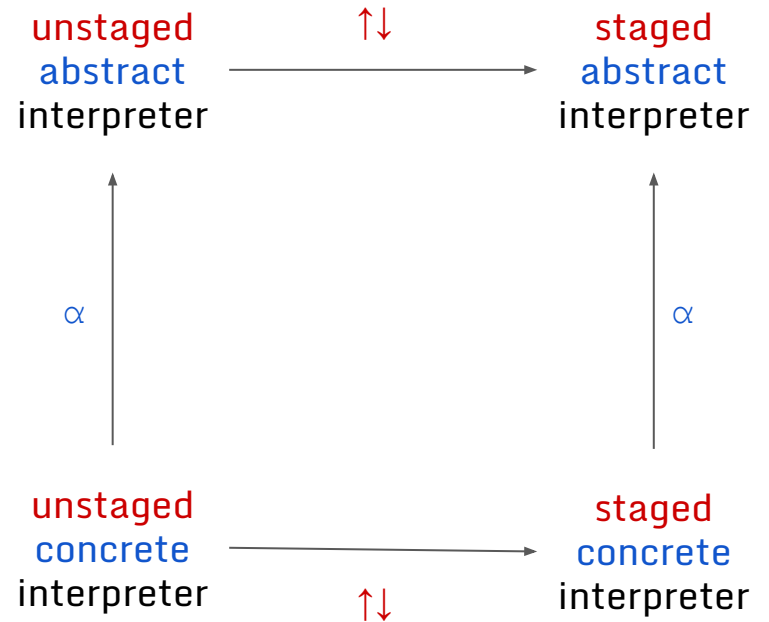 unstaged
abstract
interpreter
↑↓
staged
abstract
interpreter
α
α
unstaged
concrete
interpreter
↑↓
staged
concrete
interpreter